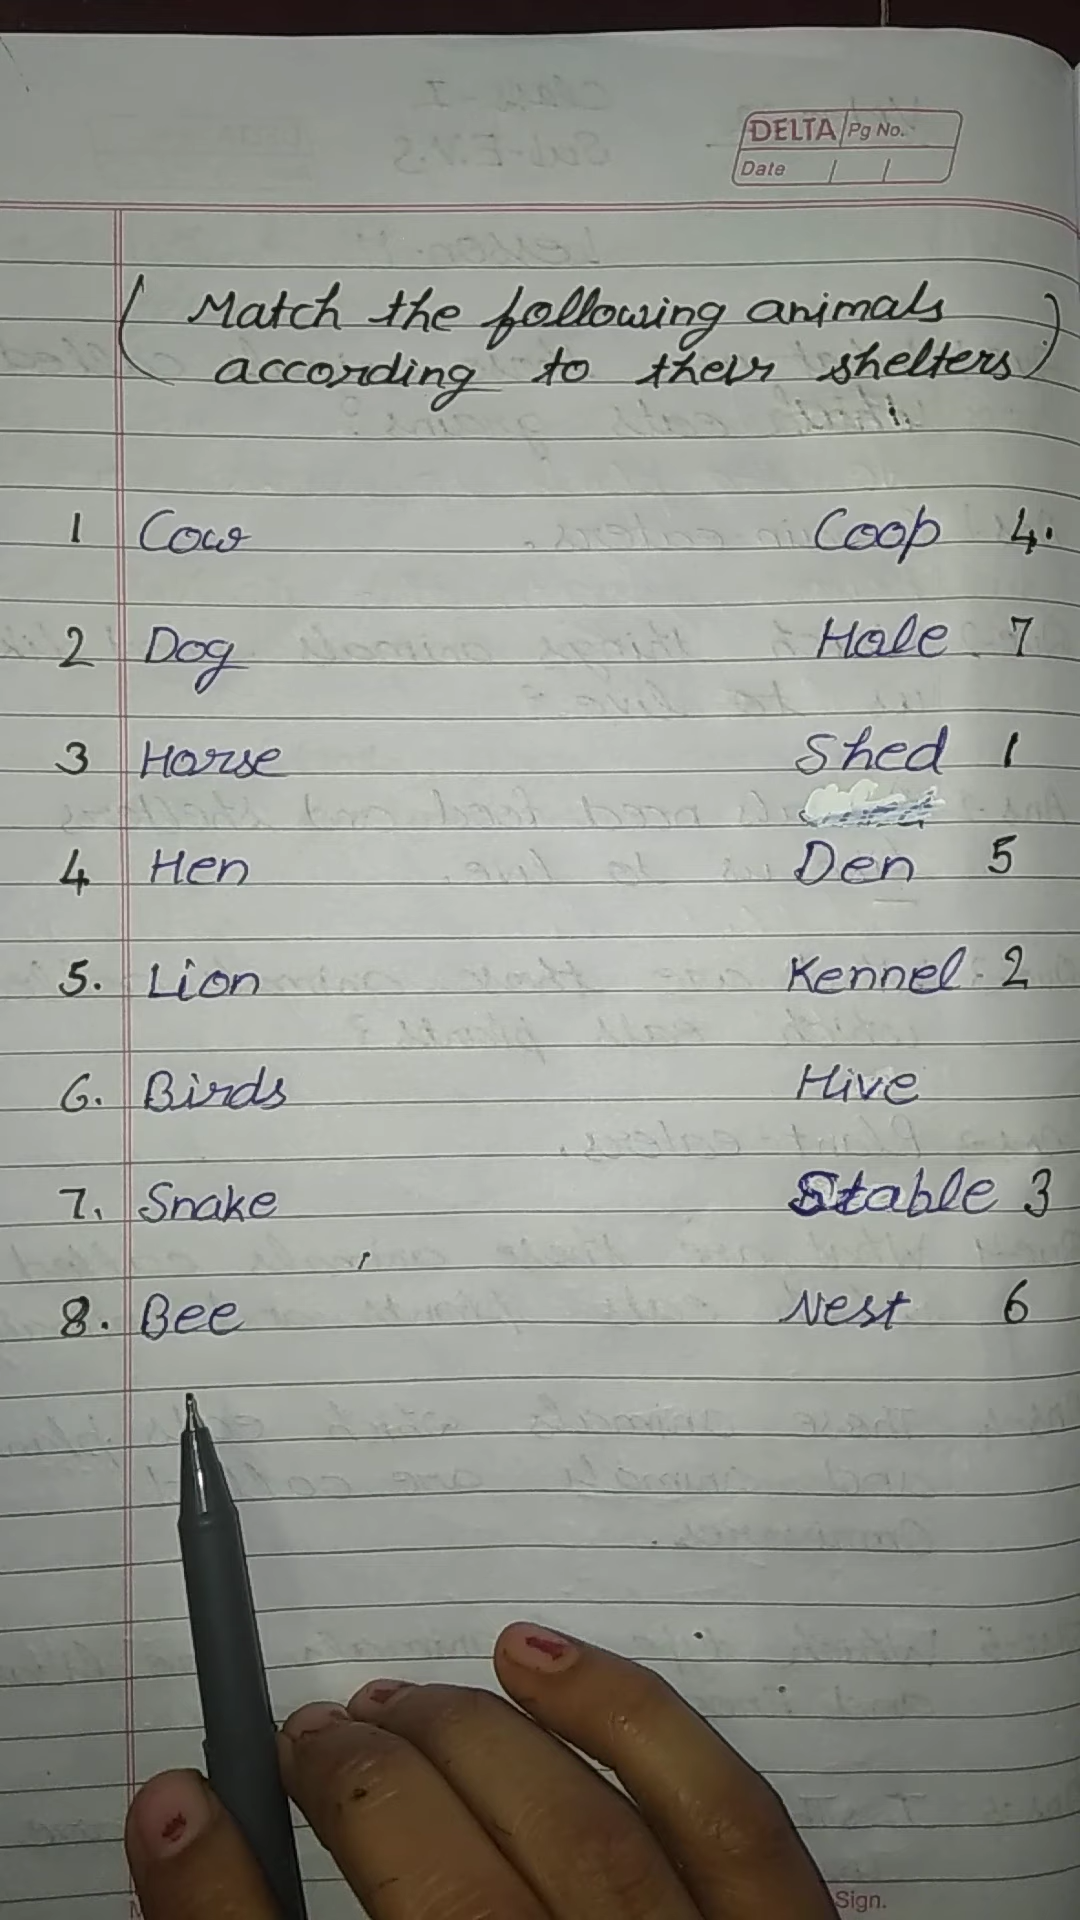 DELTA Pg No.
Date / /
( Match the following animals
according to their shelters )
1 Cow Coop 4.
2 Dog Hole 7
3 Horse Shed 1
4 Hen Den 5
5. Lion Kennel - 2
6. Birds Hive
7. Snake Stable 3
8. Bee Nest 6
Sign.